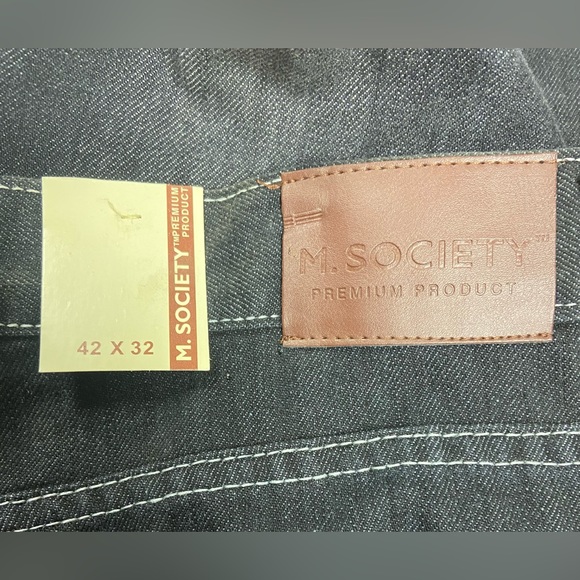 42 X 32
M. SOCIETY™ PREMIUM
PRODUCT
M. SOCIETY™
PREMIUM PRODUCT